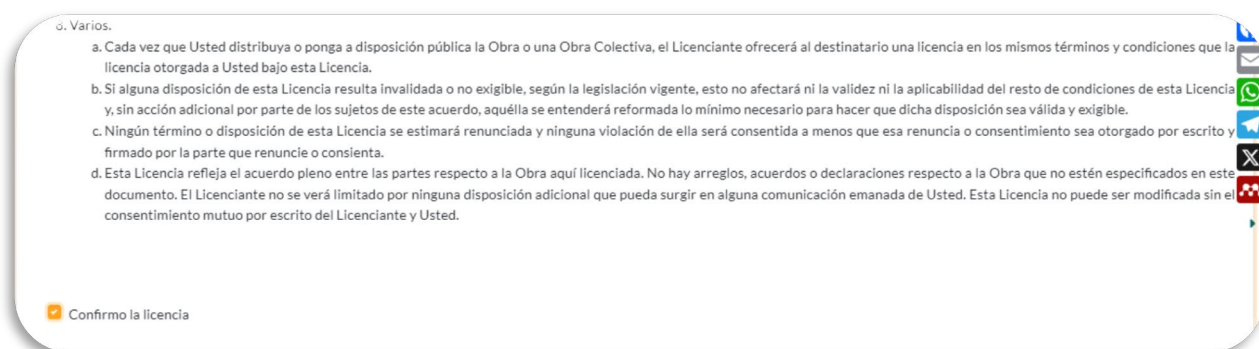 8. Varios.
a. Cada vez que Usted distribuya o ponga a disposición pública la Obra o una Obra Colectiva, el Licenciante ofrecerá al destinatario una licencia en los mismos términos y condiciones que la
licencia otorgada a Usted bajo esta Licencia.
b. Si alguna disposición de esta Licencia resulta invalidada o no exigible, según la legislación vigente, esto no afectará ni la validez ni la aplicabilidad del resto de condiciones de esta Licencia
y, sin acción adicional por parte de los sujetos de este acuerdo, aquélla se entenderá reformada lo mínimo necesario para hacer que dicha disposición sea válida y exigible.
c. Ningún término o disposición de esta Licencia se estimará renunciada y ninguna violación de ella será consentida a menos que esa renuncia o consentimiento sea otorgado por escrito y
firmado por la parte que renuncie o consienta.
d. Esta Licencia refleja el acuerdo pleno entre las partes respecto a la Obra aquí licenciada. No hay arreglos, acuerdos o declaraciones respecto a la Obra que no estén especificados en este
documento. El Licenciante no se verá limitado por ninguna disposición adicional que pueda surgir en alguna comunicación emanada de Usted. Esta Licencia no puede ser modificada sin el
consentimiento mutuo por escrito del Licenciante y Usted.
Confirmo la licencia